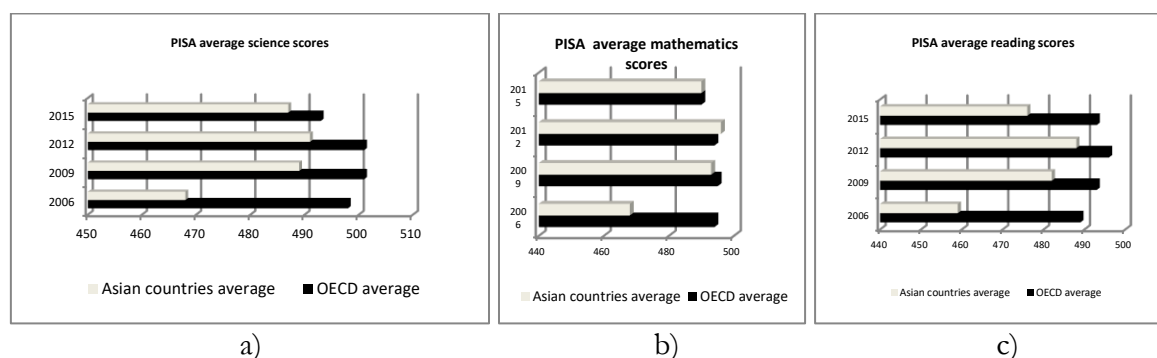 PISA average science scores
2015
2012
2009
2006
450 460 470 480 490 500 510
Asian countries average OECD average
a)
PISA average mathematics
scores
201
5
201
2
200
9
200
6
440 460 480 500
Asian countries average OECD average
b)
PISA average reading scores
2015
2012
2009
2006
440 450 460 470 480 490 500
Asian countries average OECD average
c)